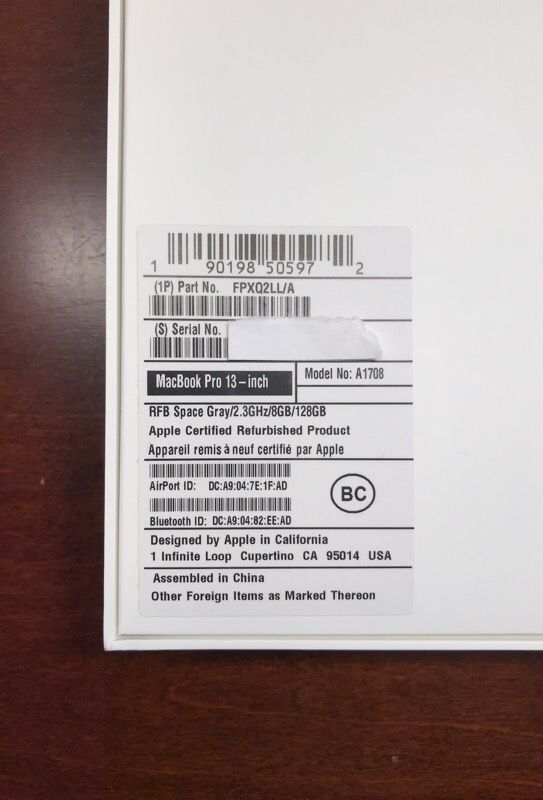 1 90198 50597 2
(1P) Part No. FPXQ2LL/A
(S) Serial No.
MacBook Pro 13-inch
Model No: A1708
RFB Space Gray/2.3GHz/8GB/128GB
Apple Certified Refurbished Product
Appareil remis à neuf certifié par Apple
AirPort ID: DC:A9:04:7E:1F:AD
BC
Bluetooth ID: DC:A9:04:82:EE:AD
Designed by Apple in California
1 Infinite Loop Cupertino CA 95014 USA
Assembled in China
Other Foreign Items as Marked Thereon